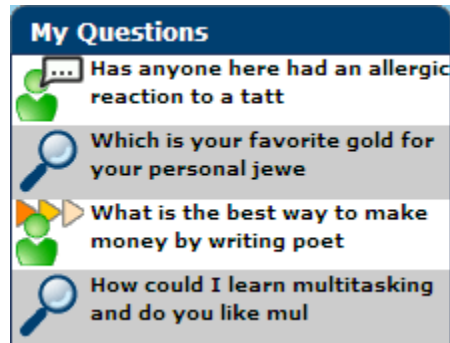 My Questions
Has anyone here had an allergic
reaction to a tatt
Which is your favorite gold for
your personal jewe
What is the best way to make
money by writing poet
How could I learn multitasking
and do you like mul